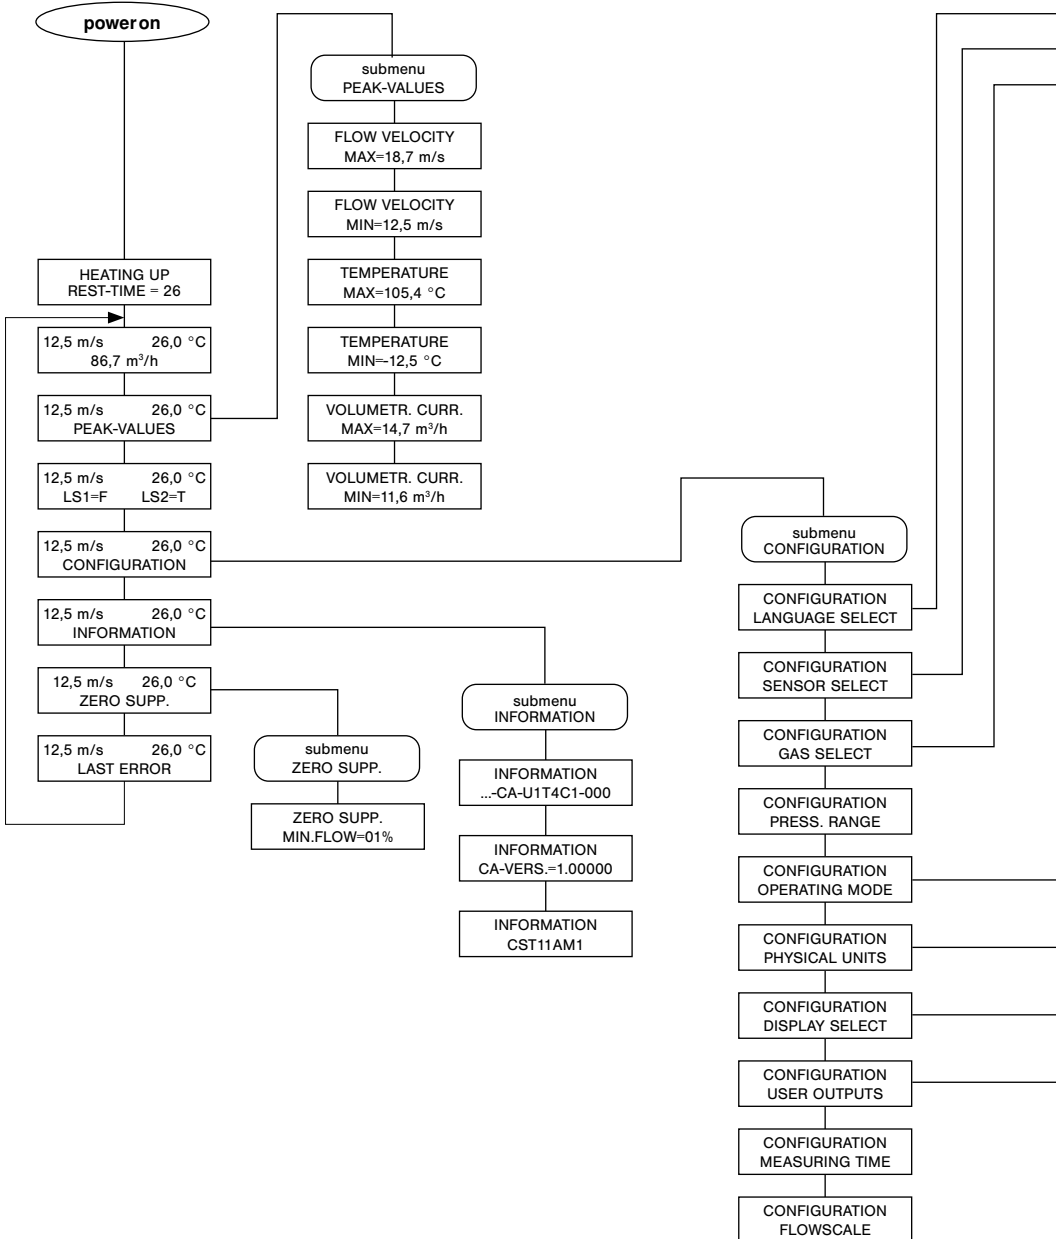 power on
HEATING UP
REST-TIME = 26
12,5 m/s 26,0 °C
86,7 m³/h
12,5 m/s 26,0 °C
PEAK-VALUES
12,5 m/s 26,0 °C
LS1=F LS2=T
12,5 m/s 26,0 °C
CONFIGURATION
12,5 m/s 26,0 °C
INFORMATION
12,5 m/s 26,0 °C
ZERO SUPP.
12,5 m/s 26,0 °C
LAST ERROR
submenu
PEAK-VALUES
FLOW VELOCITY
MAX=18,7 m/s
FLOW VELOCITY
MIN=12,5 m/s
TEMPERATURE
MAX=105,4 °C
TEMPERATURE
MIN=-12,5 °C
VOLUMETR. CURR.
MAX=14,7 m³/h
VOLUMETR. CURR.
MIN=11,6 m³/h
submenu
ZERO SUPP.
ZERO SUPP.
MIN.FLOW=01%
submenu
INFORMATION
INFORMATION
...-CA-U1T4C1-000
INFORMATION
CA-VERS.=1.00000
INFORMATION
CST11AM1
submenu
CONFIGURATION
CONFIGURATION
LANGUAGE SELECT
CONFIGURATION
SENSOR SELECT
CONFIGURATION
GAS SELECT
CONFIGURATION
PRESS. RANGE
CONFIGURATION
OPERATING MODE
CONFIGURATION
PHYSICAL UNITS
CONFIGURATION
DISPLAY SELECT
CONFIGURATION
USER OUTPUTS
CONFIGURATION
MEASURING TIME
CONFIGURATION
FLOWSCALE